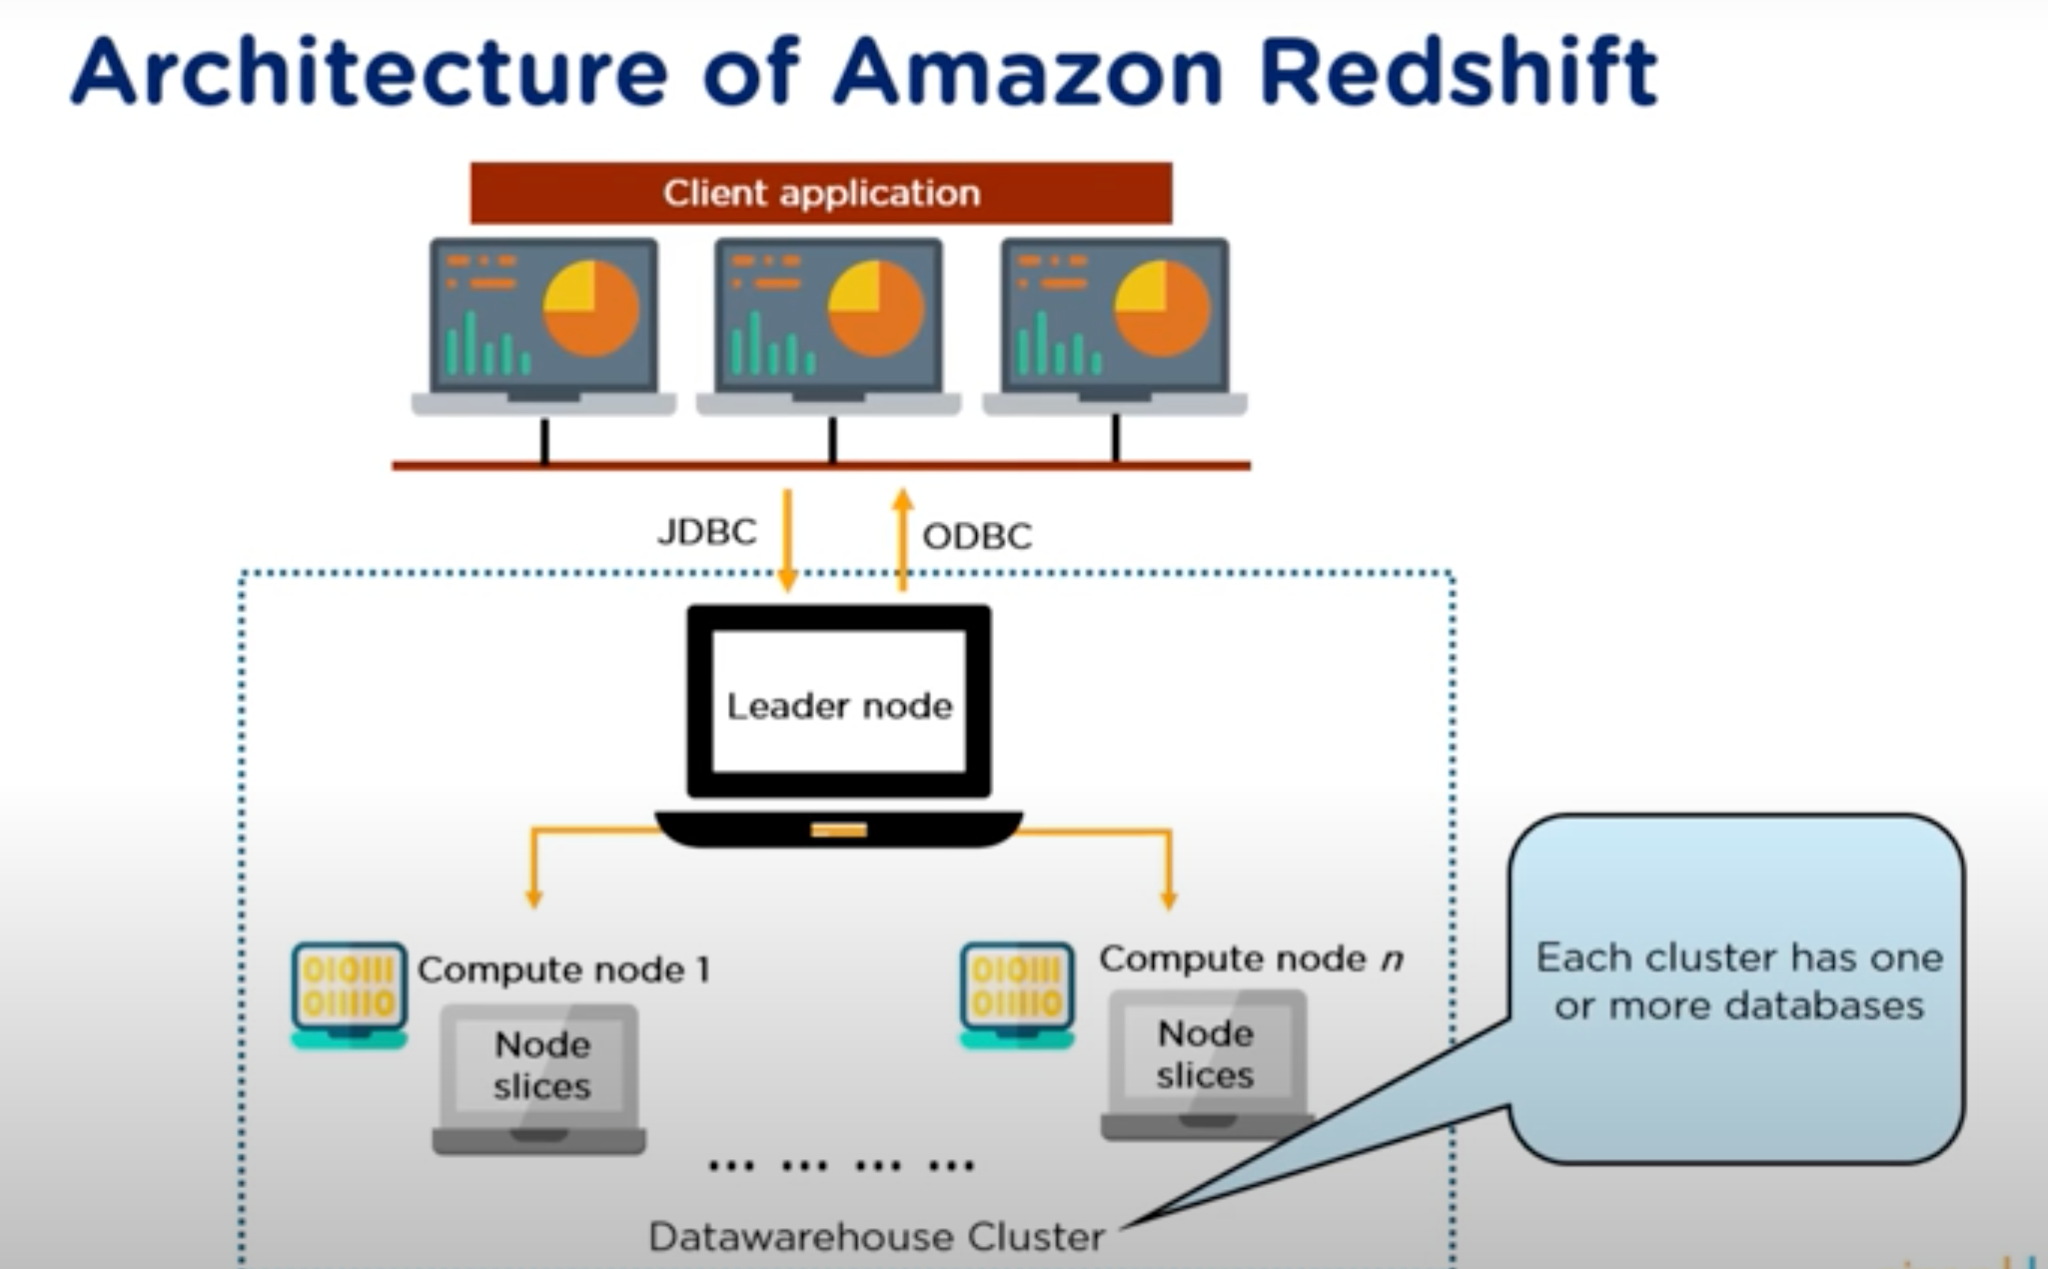 Architecture of Amazon Redshift
Client application
JDBC
ODBC
Leader node
Compute node 1
Node
slices
Compute node n
Node
slices
... ... ... ...
Datawarehouse Cluster
Each cluster has one
or more databases